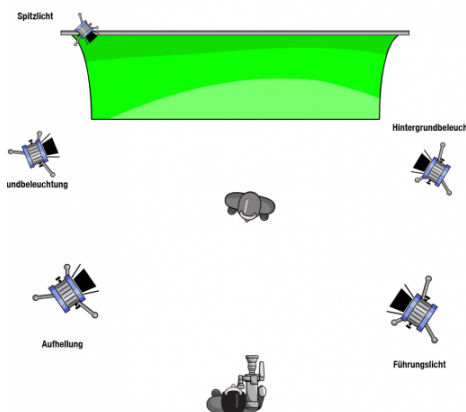 Spitzlicht
Hintergrundbeleuch
undbeleuchtung
Aufhellung
Führungslicht